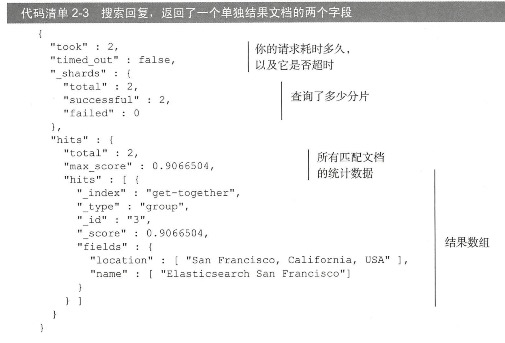 代码清单 2-3 搜索回复，返回了一个单独结果文档的两个字段
{
"took" : 2,
"timed_out" : false,
"_shards" : {
"total" : 2,
"successful" : 2,
"failed" : 0
},
"hits" : {
"total" : 2,
"max_score" : 0.9066504,
"hits" : [ {
"_index" : "get-together",
"_type" : "group",
"_id" : "3",
"_score" : 0.9066504,
"fields" : {
"location" : [ "San Francisco, California, USA" ],
"name" : [ "Elasticsearch San Francisco"]
}
} ]
}
}
你的请求耗时多久，
以及它是否超时
查询了多少分片
所有匹配文档
的统计数据
结果数组